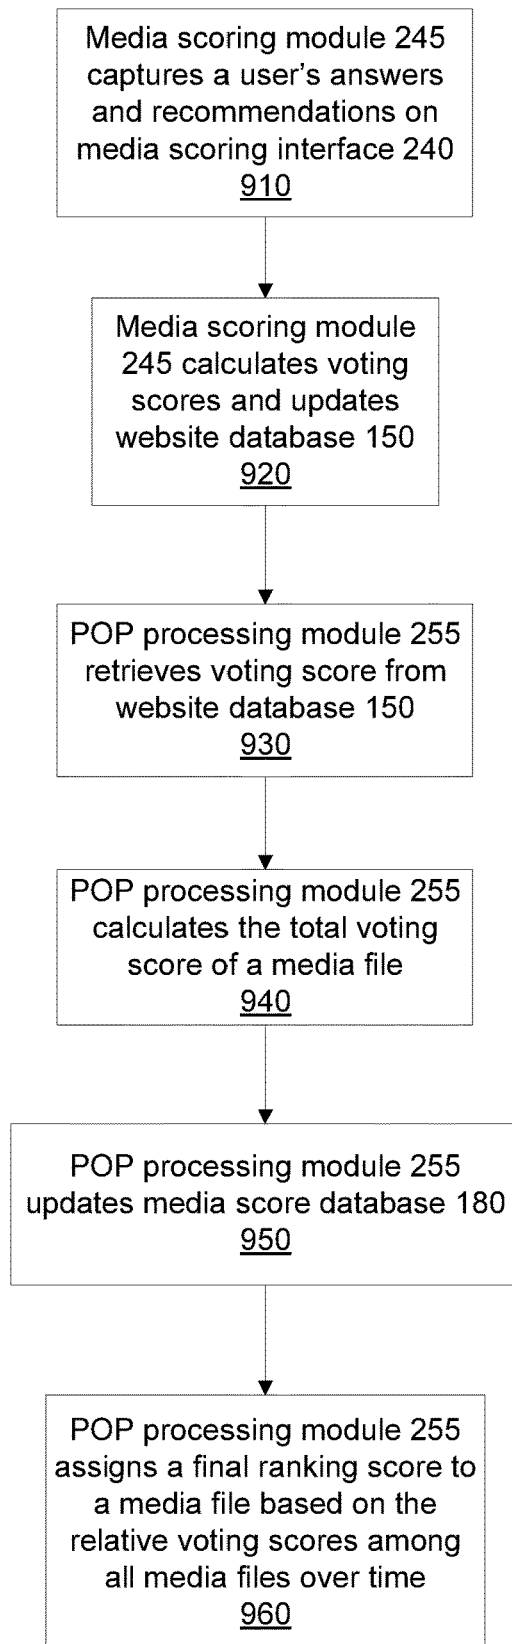 Media scoring module 245
captures a user's answers
and recommendations on
media scoring interface 240
910
Media scoring module
245 calculates voting
scores and updates
website database 150
920
POP processing module 255
retrieves voting score from
website database 150
930
POP processing module 255
calculates the total voting
score of a media file
940
POP processing module 255
updates media score database 180
950
POP processing module 255
assigns a final ranking score to
a media file based on the
relative voting scores among
all media files over time
960